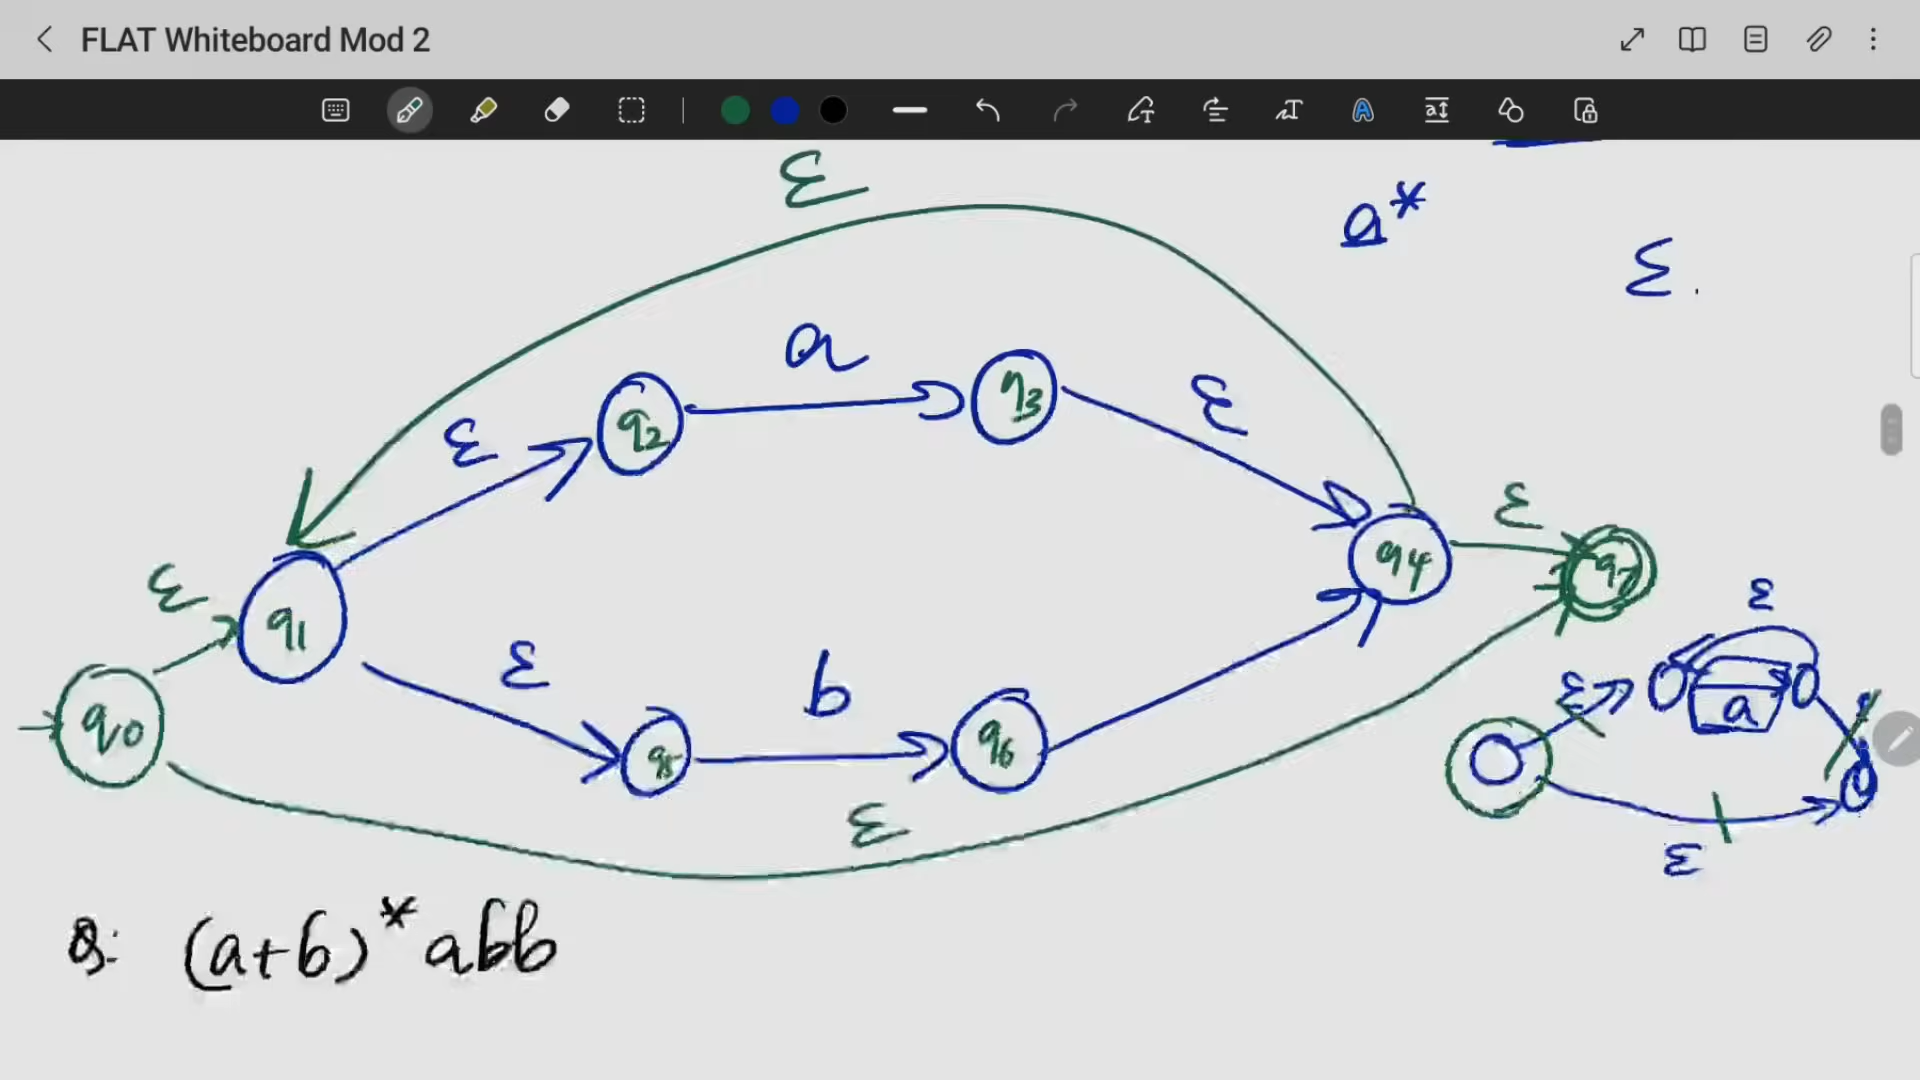 FLAT Whiteboard Mod 2
ε
a*
ε.
a
ε
ε
q2
q3
ε
ε
q1
q4
q7
ε
ε
b
ε
a
q0
q5
q6
ε
ε
Q: (a+b)* abb